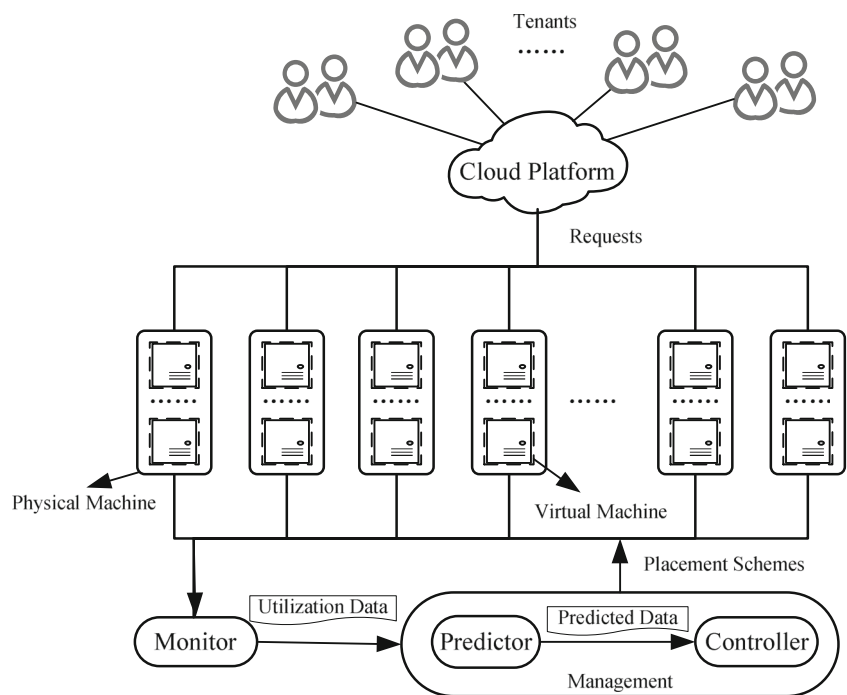 Tenants
......
Cloud Platform
Requests
......
......
......
......
......
......
......
Physical Machine
Virtual Machine
Placement Schemes
Utilization Data
Predicted Data
Monitor
Predictor
Controller
Management